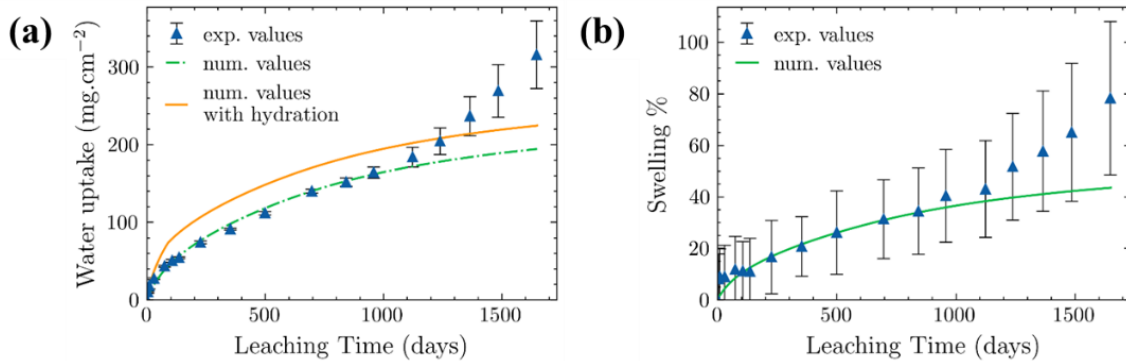 (a)
Water uptake (mg.cm⁻²)
300
200
100
0
exp. values
num. values
num. values
with hydration
0
500
1000
1500
Leaching Time (days)
(b)
Swelling %
100
80
60
40
20
0
exp. values
num. values
0
500
1000
1500
Leaching Time (days)